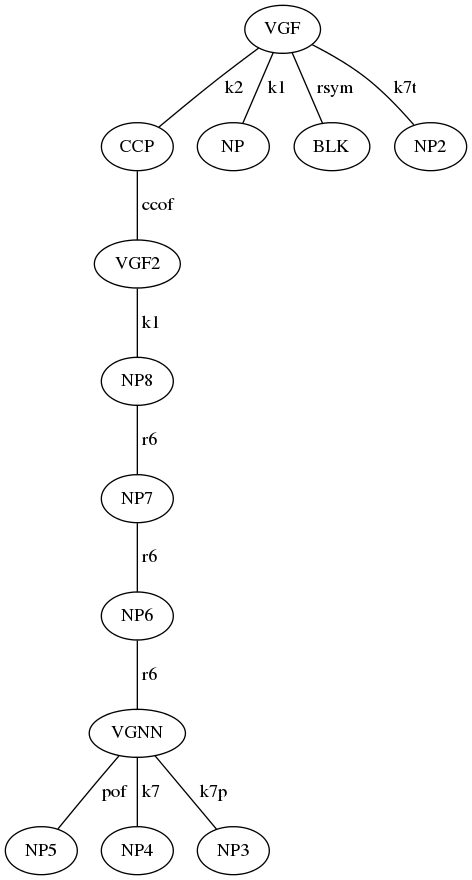 VGF
k2 k1 rsym k7t
CCP NP BLK NP2
ccof
VGF2
k1
NP8
r6
NP7
r6
NP6
r6
VGNN
pof k7 k7p
NP5 NP4 NP3